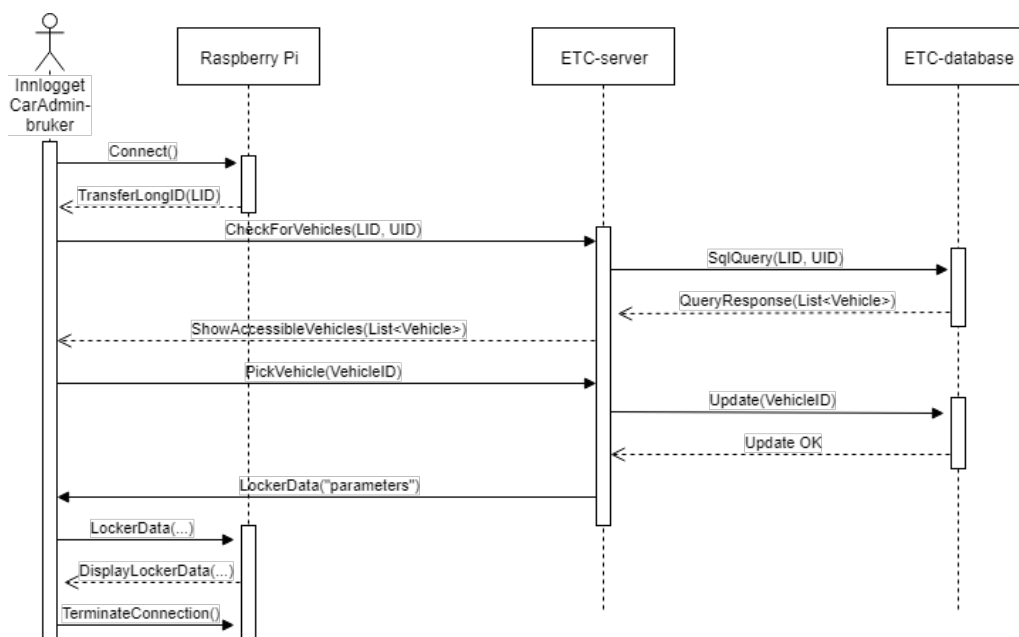 Raspberry Pi
ETC-server
ETC-database
Innlogget
CarAdmin-
bruker
Connect()
TransferLongID(LID)
CheckForVehicles(LID, UID)
SqlQuery(LID, UID)
QueryResponse(List<Vehicle>)
ShowAccessibleVehicles(List<Vehicle>)
PickVehicle(VehicleID)
Update(VehicleID)
Update OK
LockerData("parameters")
LockerData(...)
DisplayLockerData(...)
TerminateConnection()